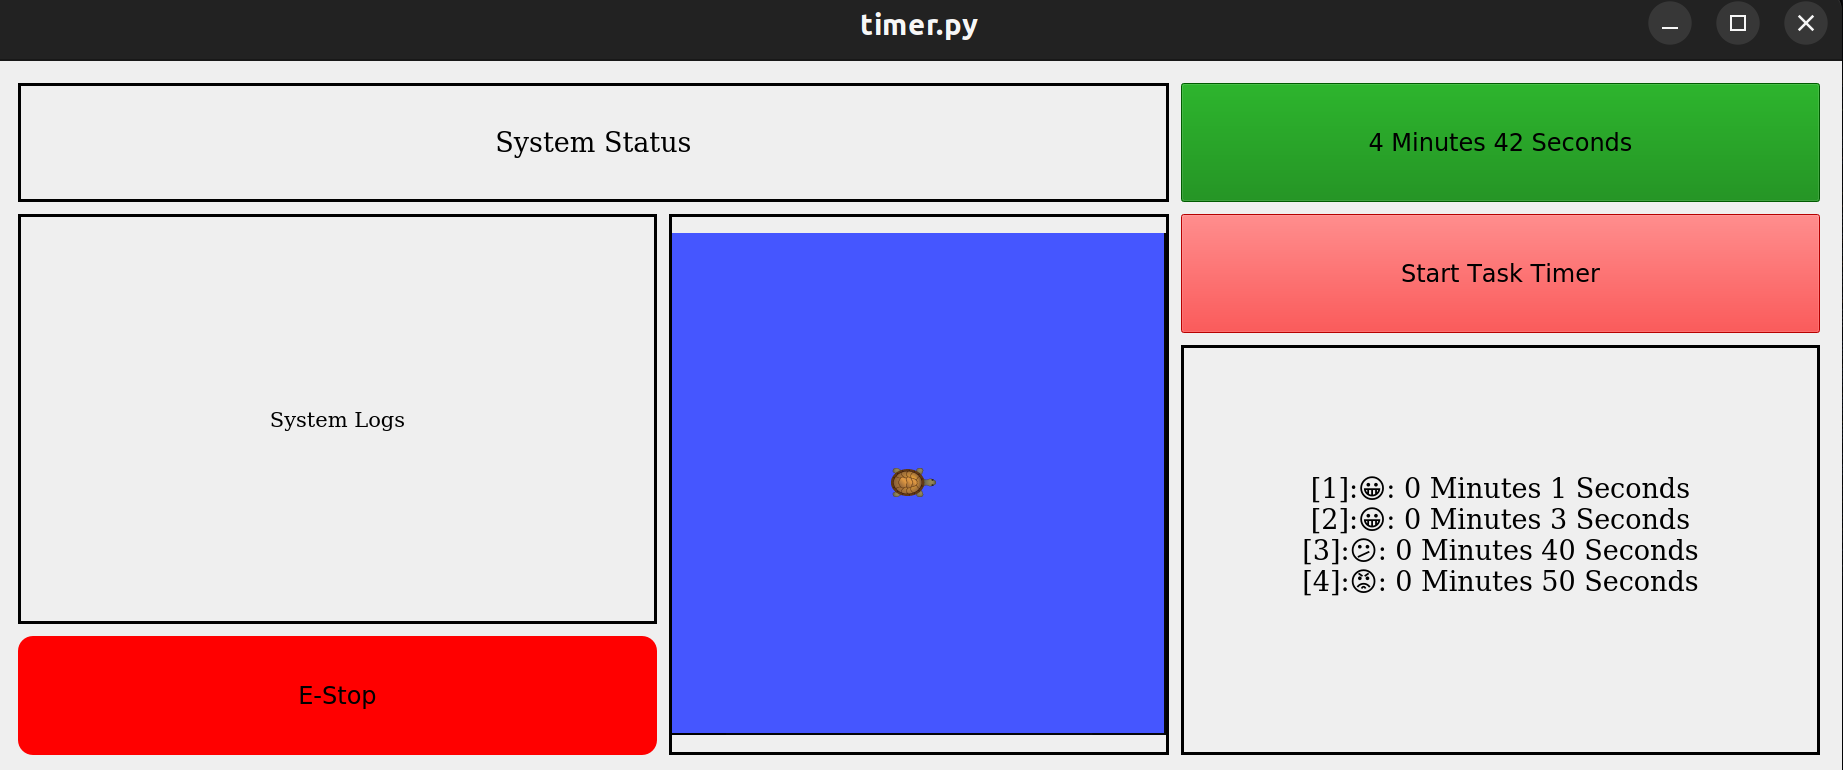 timer.py
System Status
4 Minutes 42 Seconds
Start Task Timer
System Logs
[1]:😀: 0 Minutes 1 Seconds
[2]:😀: 0 Minutes 3 Seconds
[3]:🫤: 0 Minutes 40 Seconds
[4]:😡: 0 Minutes 50 Seconds
E-Stop